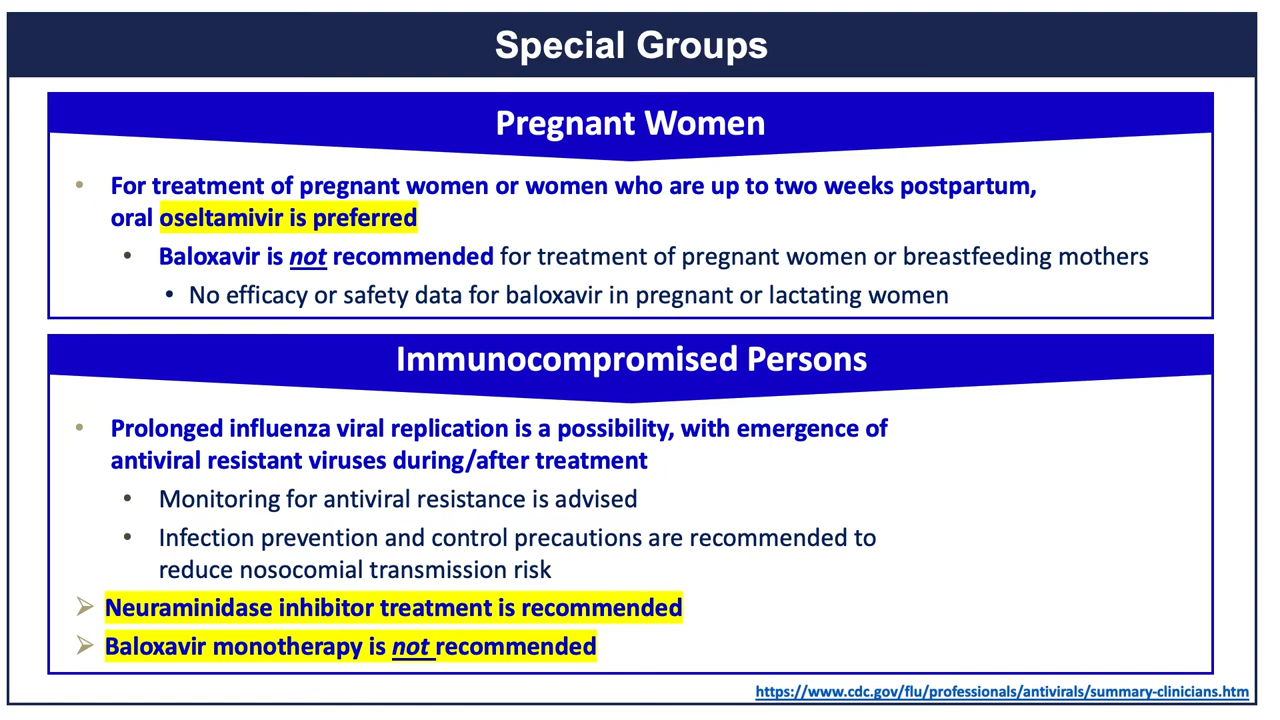 Special Groups
Pregnant Women
• For treatment of pregnant women or women who are up to two weeks postpartum,
oral oseltamivir is preferred
• Baloxavir is not recommended for treatment of pregnant women or breastfeeding mothers
• No efficacy or safety data for baloxavir in pregnant or lactating women
Immunocompromised Persons
• Prolonged influenza viral replication is a possibility, with emergence of
antiviral resistant viruses during/after treatment
• Monitoring for antiviral resistance is advised
• Infection prevention and control precautions are recommended to
reduce nosocomial transmission risk
➢ Neuraminidase inhibitor treatment is recommended
➢ Baloxavir monotherapy is not recommended
https://www.cdc.gov/flu/professionals/antivirals/summary-clinicians.htm